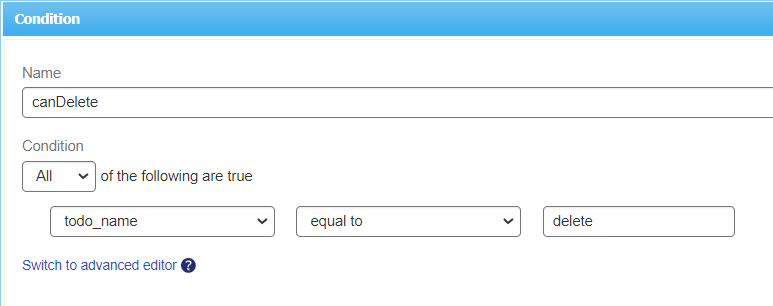 Condition
Name
canDelete
Condition
All of the following are true
todo_name equal to delete
Switch to advanced editor ?